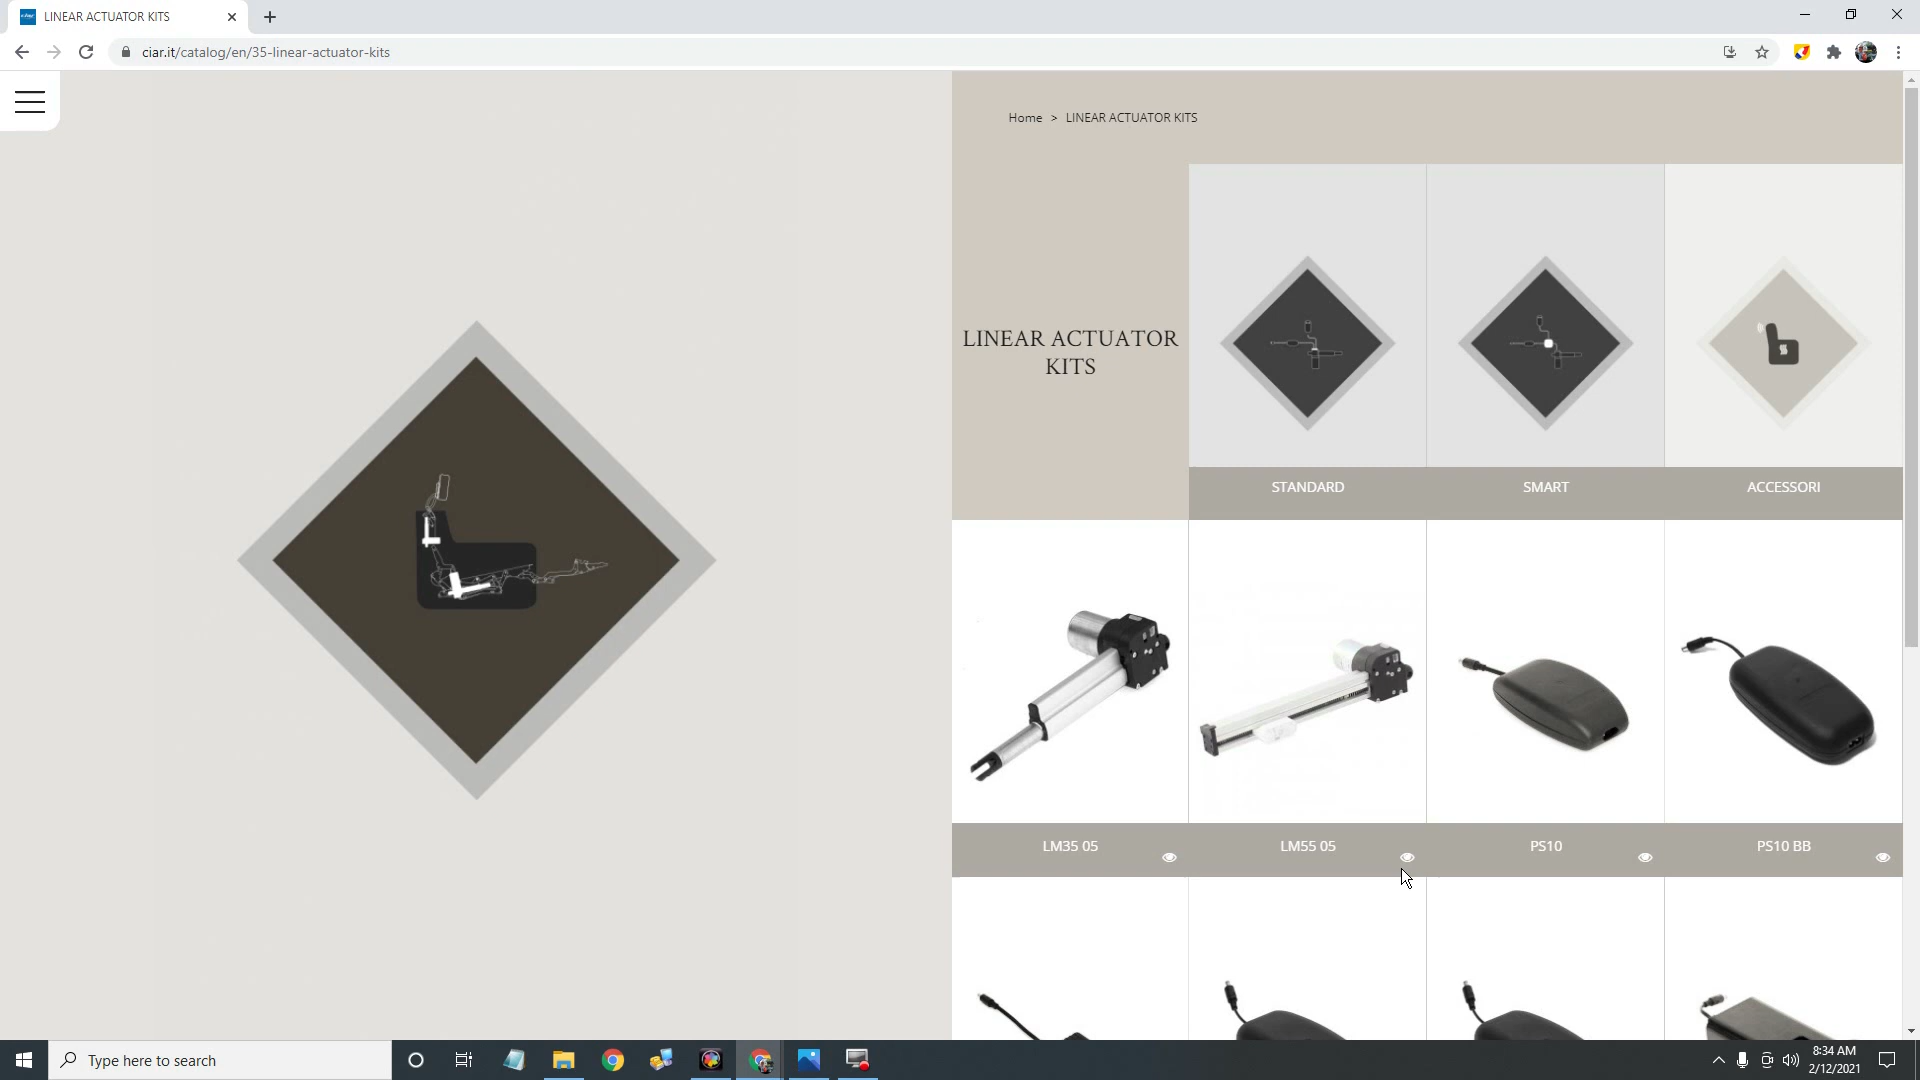 LINEAR ACTUATOR KITS
ciar.it/catalog/en/35-linear-actuator-kits
Home > LINEAR ACTUATOR KITS
LINEAR ACTUATOR
KITS
STANDARD
SMART
ACCESSORI
LM35 05
LM55 05
PS10
PS10 BB
Type here to search
8:34 AM
2/12/2021